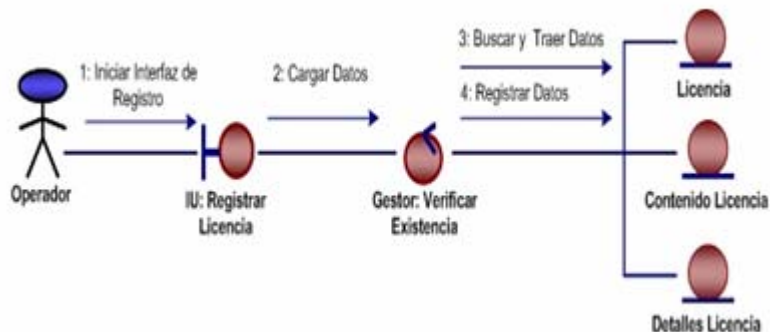 1: Iniciar Interfaz de
Registro
2: Cargar Datos
3: Buscar y Traer Datos
4: Registrar Datos
Licencia
Operador
IU: Registrar
Licencia
Gestor: Verificar
Existencia
Contenido Licencia
Detalles Licencia